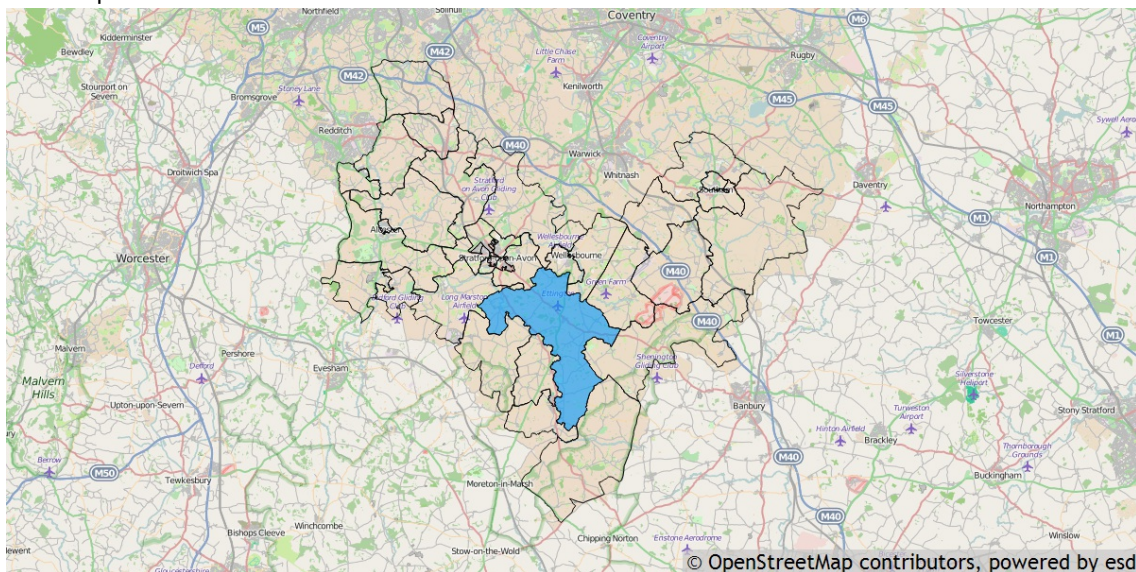 Kidderminster
Northfield
Solihull
Coventry
M5
M6
Bewdley
M42
Little Chase
Farm
Coventry
Airport
Rugby
Stourport on
Severn
M42
Stoney Lane
Bromsgrove
Kenilworth
M45
M45
Sywell Aero
Redditch
M40
Warwick
Droitwich Spa
Whitnash
Stratford
on Avon Gliding
Club
Southam
Daventry
Northampton
M1
Wellesbourne
Airfield
Worcester
Stratford-upon-Avon
Wellesbourne
M1
M40
Green Farm
Long Marston
Airfield
Etting
M40
Towcester
M1
Malvern
Pershore
Defford
Evesham
Shenington
Gliding Club
Silverstone
Heliport
Malvern
Hills
Upton-upon-Severn
Banbury
Turweston
Airport
Stony Stratford
Hinton Airfield
Brackley
Thornborough
Grounds
Berrow
M50
M40
Tewkesbury
Moreton-in-Marsh
Buckingham
M40
Winchcombe
Bishops Cleeve
Chipping Norton
Winslow
Stow-on-the-Wold
Enstone Aerodrome
Gloucestershire
© OpenStreetMap contributors, powered by esd